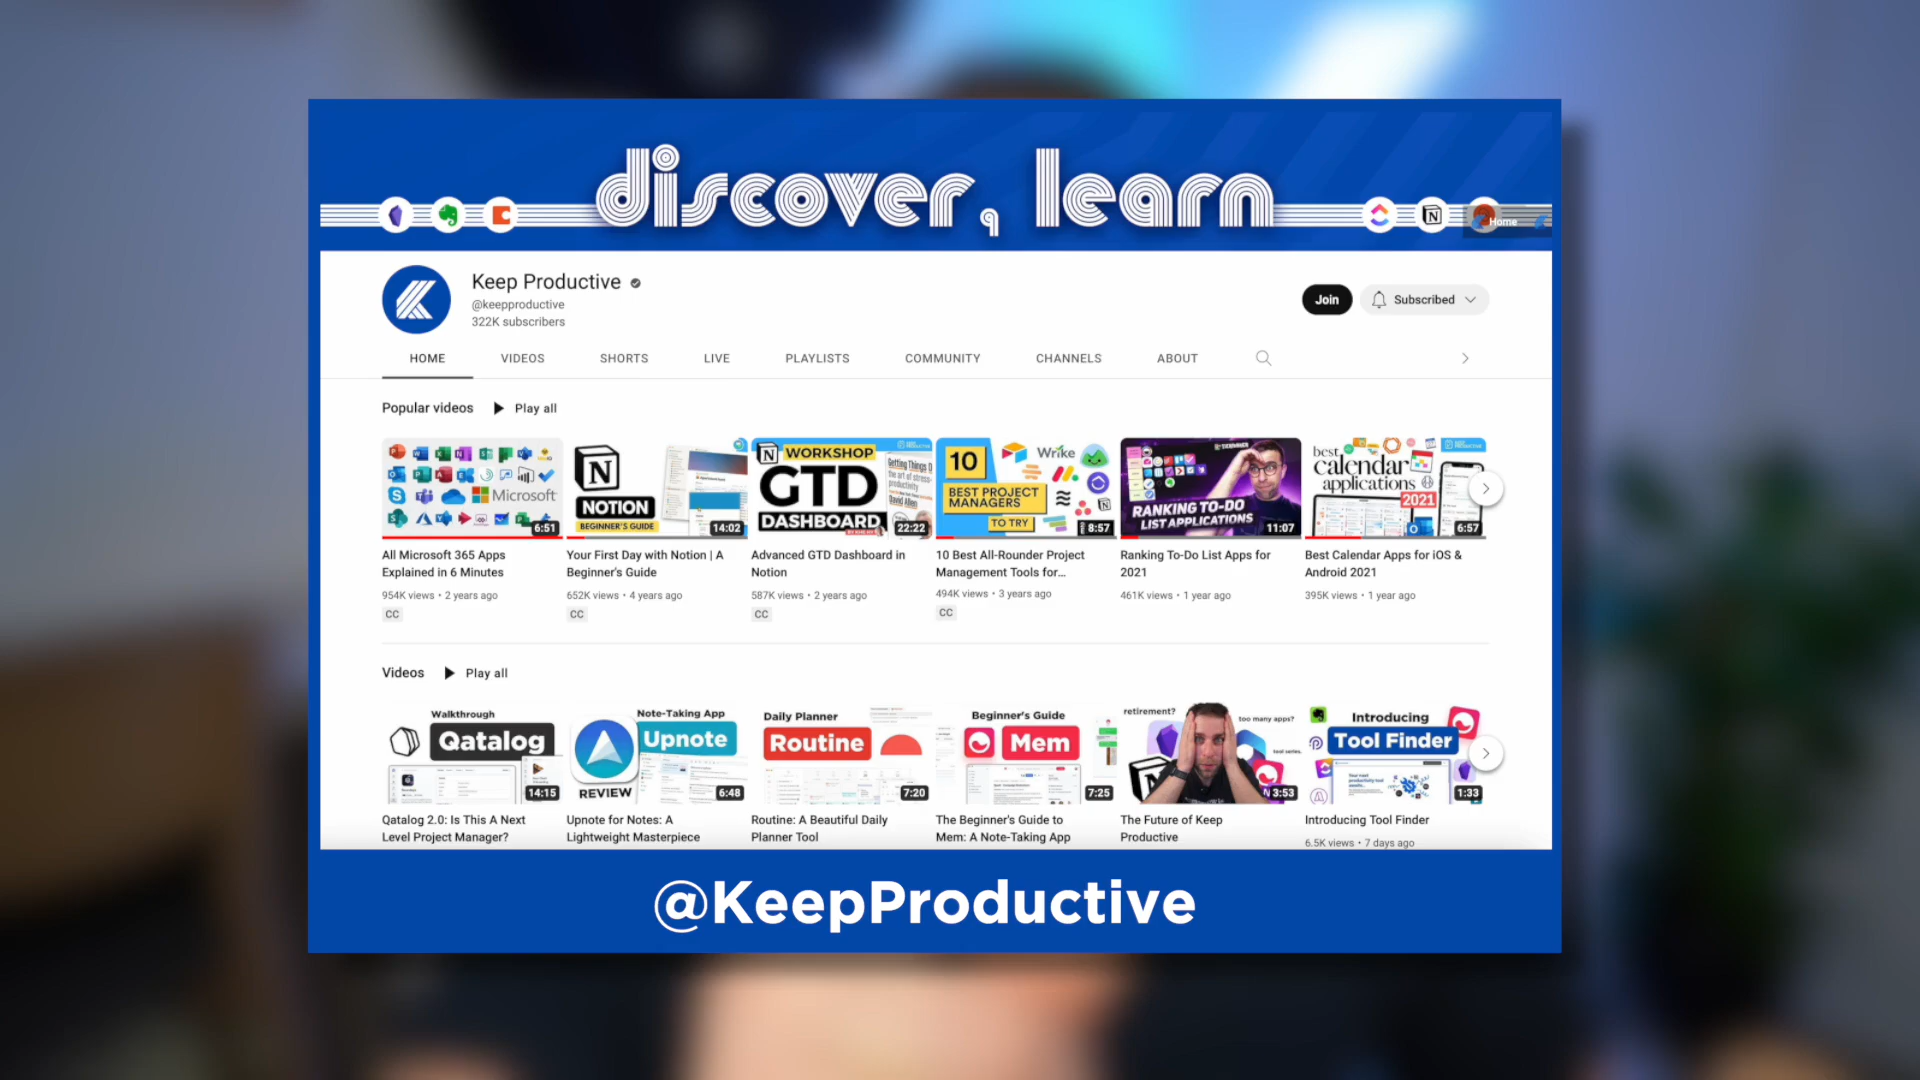 discover, learn
Home
Keep Productive
@keepproductive
322K subscribers
Join
Subscribed
HOME VIDEOS SHORTS LIVE PLAYLISTS COMMUNITY CHANNELS ABOUT
Popular videos Play all
Microsoft
6:51
NOTION
BEGINNER'S GUIDE
14:02
WORKSHOP
GTD
DASHBOARD
Getting Things D
the art of stress-
productivity
David Allen
22:22
10
BEST PROJECT
MANAGERS
TO TRY
Wrike
8:57
RANKING TO-DO
LIST APPLICATIONS
11:07
best
calendar
applications
2021
6:57
All Microsoft 365 Apps
Explained in 6 Minutes
954K views • 2 years ago
CC
Your First Day with Notion | A
Beginner's Guide
652K views • 4 years ago
CC
Advanced GTD Dashboard in
Notion
587K views • 2 years ago
CC
10 Best All-Rounder Project
Management Tools for...
494K views • 3 years ago
CC
Ranking To-Do List Apps for
2021
461K views • 1 year ago
Best Calendar Apps for iOS &
Android 2021
395K views • 1 year ago
Videos Play all
Walkthrough
Qatalog
14:15
Note-Taking App
Upnote
REVIEW
6:48
Daily Planner
Routine
7:20
Beginner's Guide
Mem
7:25
retirement?
too many apps?
tool series.
3:53
Introducing
Tool Finder
1:33
Qatalog 2.0: Is This A Next
Level Project Manager?
Upnote for Notes: A
Lightweight Masterpiece
Routine: A Beautiful Daily
Planner Tool
The Beginner's Guide to
Mem: A Note-Taking App
The Future of Keep
Productive
Introducing Tool Finder
6.5K views • 7 days ago
@KeepProductive